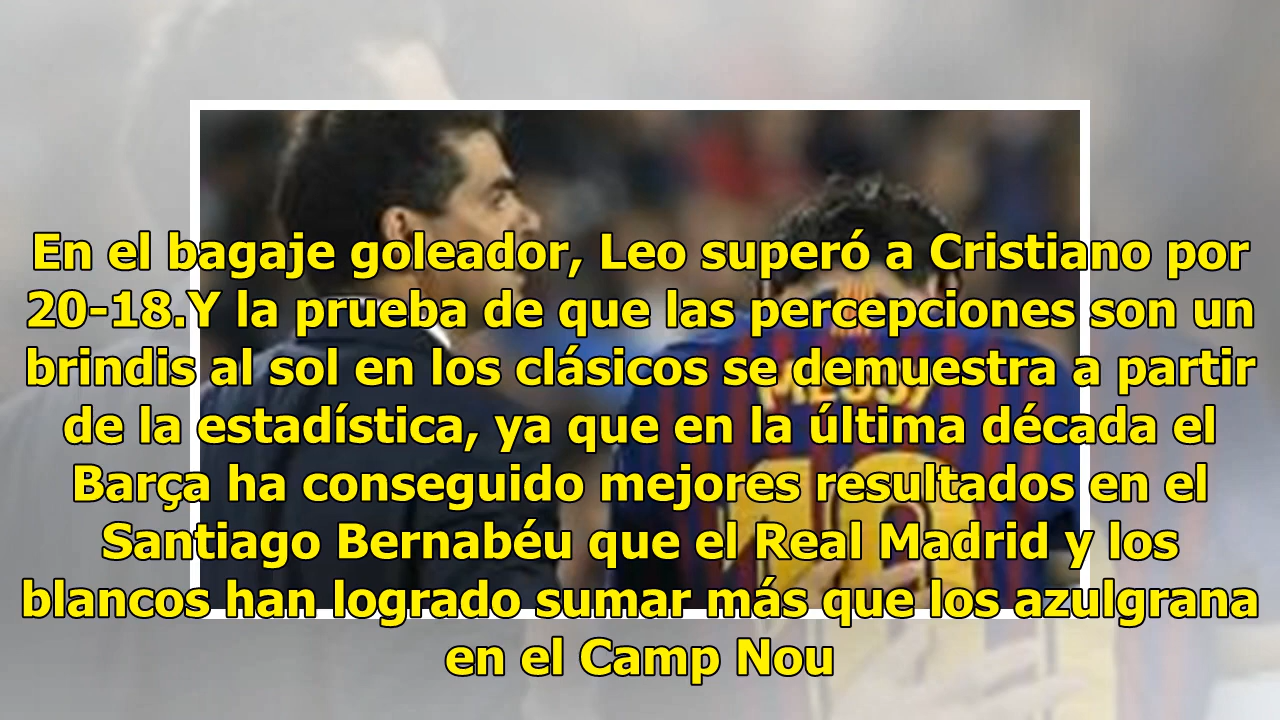 En el bagaje goleador, Leo superó a Cristiano por
20-18.Y la prueba de que las percepciones son un
brindis al sol en los clásicos se demuestra a partir
de la estadística, ya que en la última década el
Barça ha conseguido mejores resultados en el
Santiago Bernabéu que el Real Madrid y los
blancos han logrado sumar más que los azulgrana
en el Camp Nou
MESSI
10